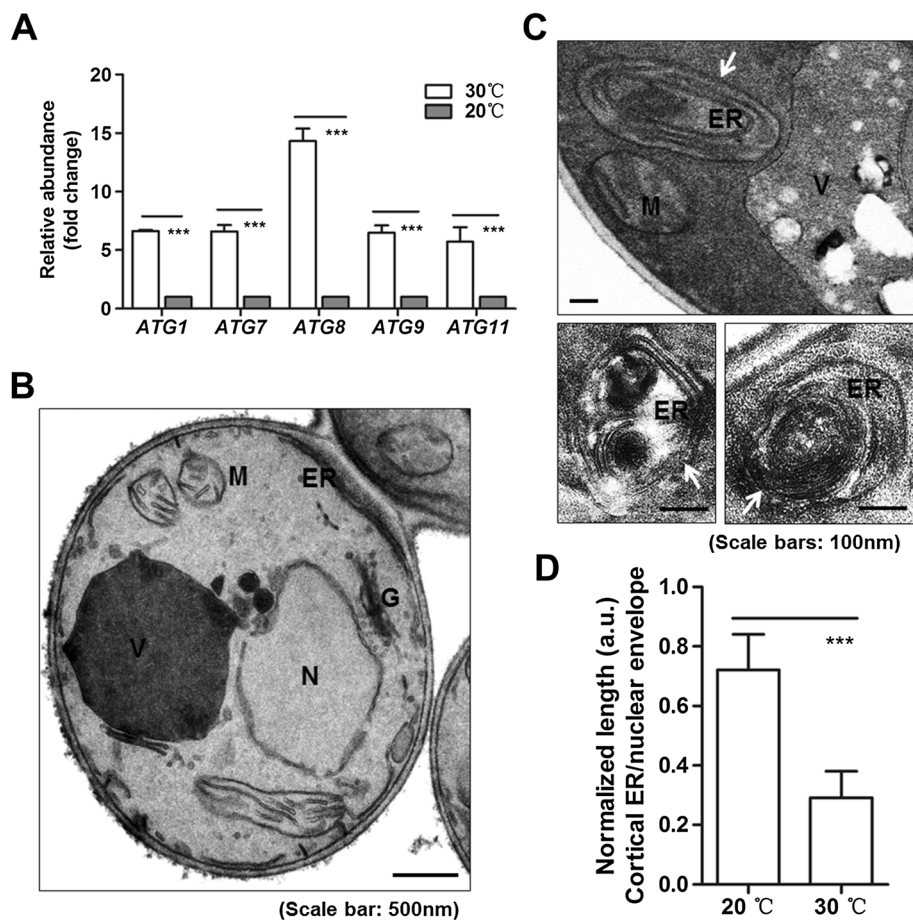 A
Relative abundance
(fold change)
20
15
10
5
0
30℃
20℃
***
***
***
***
***
ATG1
ATG7
ATG8
ATG9
ATG11
B
M
ER
V
G
N
(Scale bar: 500nm)
C
ER
M
V
ER
ER
(Scale bars: 100nm)
D
Normalized length (a.u.)
Cortical ER/nuclear envelope
1.0
0.8
0.6
0.4
0.2
0.0
***
20 ℃
30 ℃